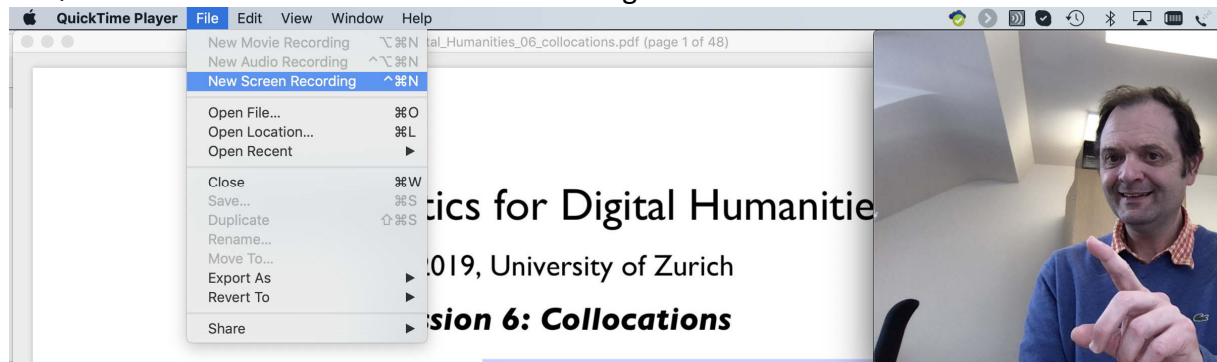 QuickTime Player File Edit View Window Help
tal_Humanities_06_collocations.pdf (page 1 of 48)
New Movie Recording ⌥⌘N
New Audio Recording ^⌥⌘N
New Screen Recording ^⌘N
Open File... ⌘O
Open Location... ⌘L
Open Recent ▶
Close ⌘W
Save... ⌘S
Duplicate ⇧⌘S
Rename...
Move To...
Export As ▶
Revert To ▶
Share ▶
tics for Digital Humanitie
2019, University of Zurich
ssion 6: Collocations